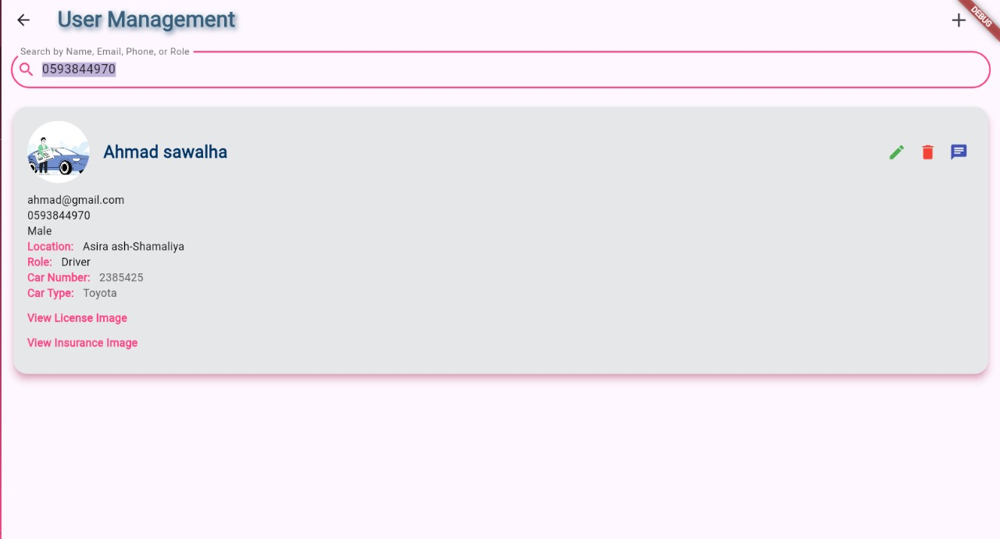 User Management
DEBUG
Search by Name, Email, Phone, or Role
0593844970
Ahmad sawalha
ahmad@gmail.com
0593844970
Male
Location: Asira ash-Shamaliya
Role: Driver
Car Number: 2385425
Car Type: Toyota
View License Image
View Insurance Image